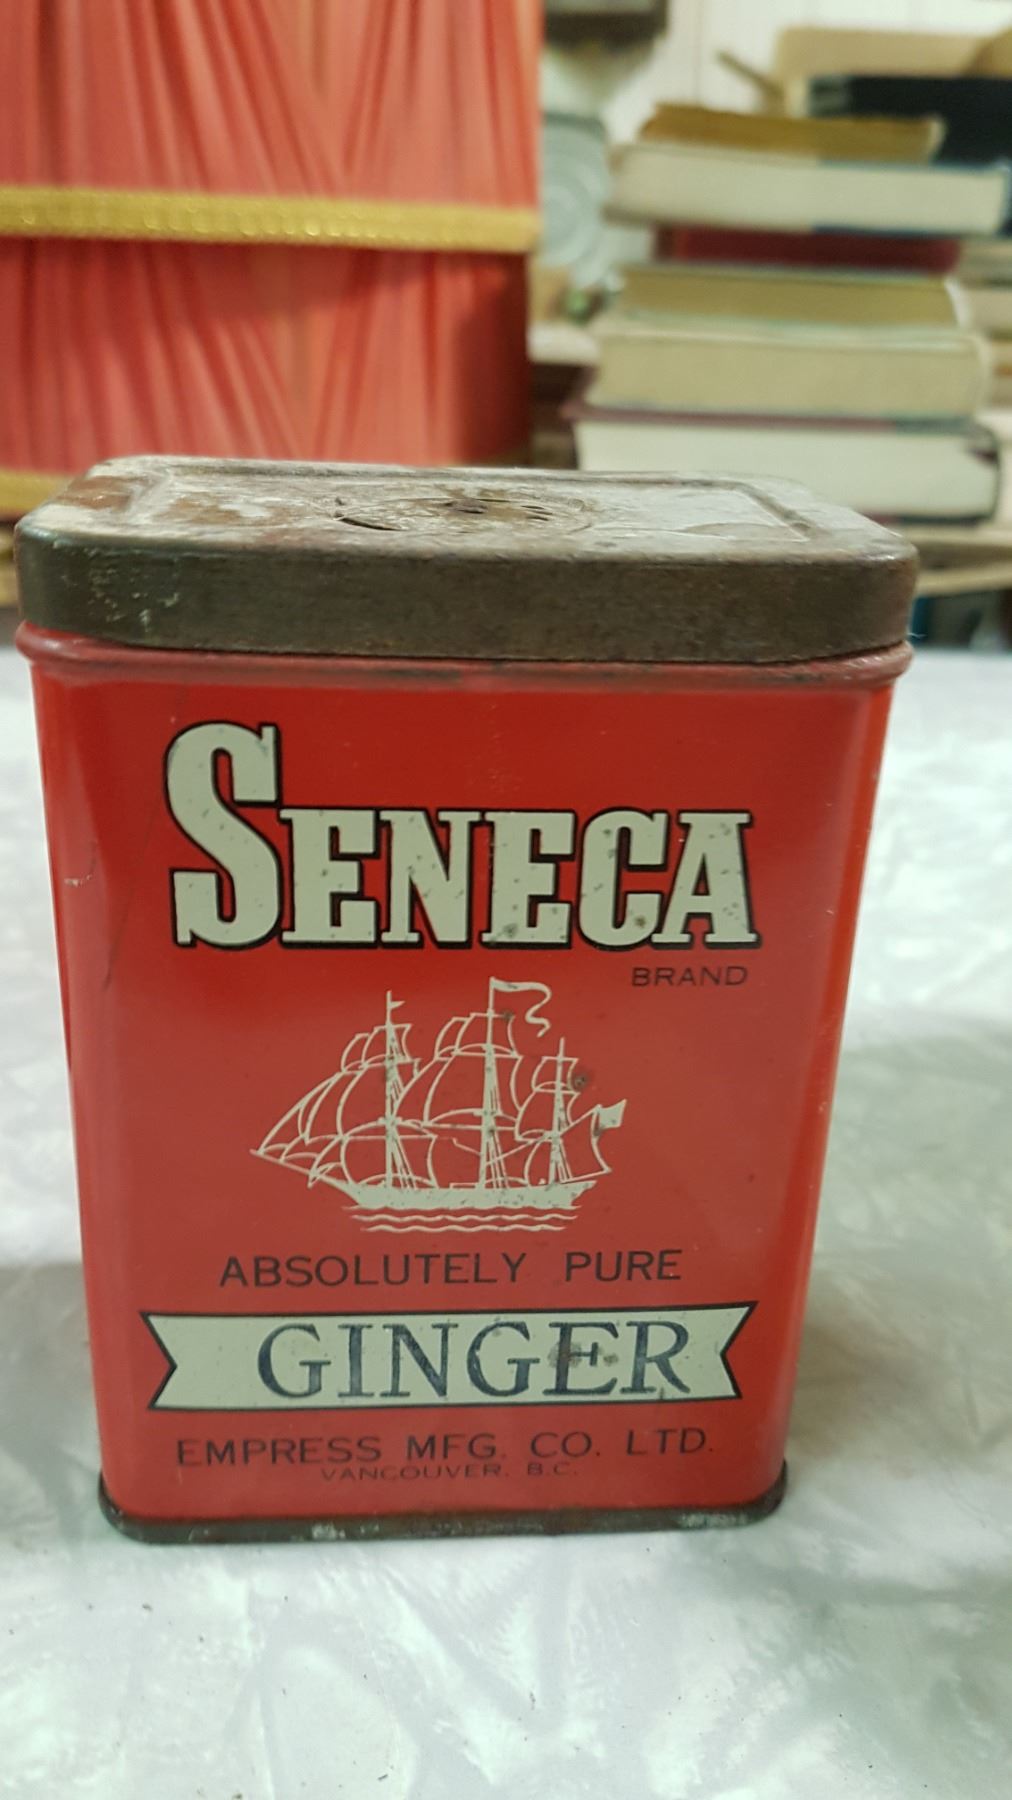 SENECA
BRAND
ABSOLUTELY PURE
GINGER
EMPRESS MFG. CO. LTD.
VANCOUVER. B.C.